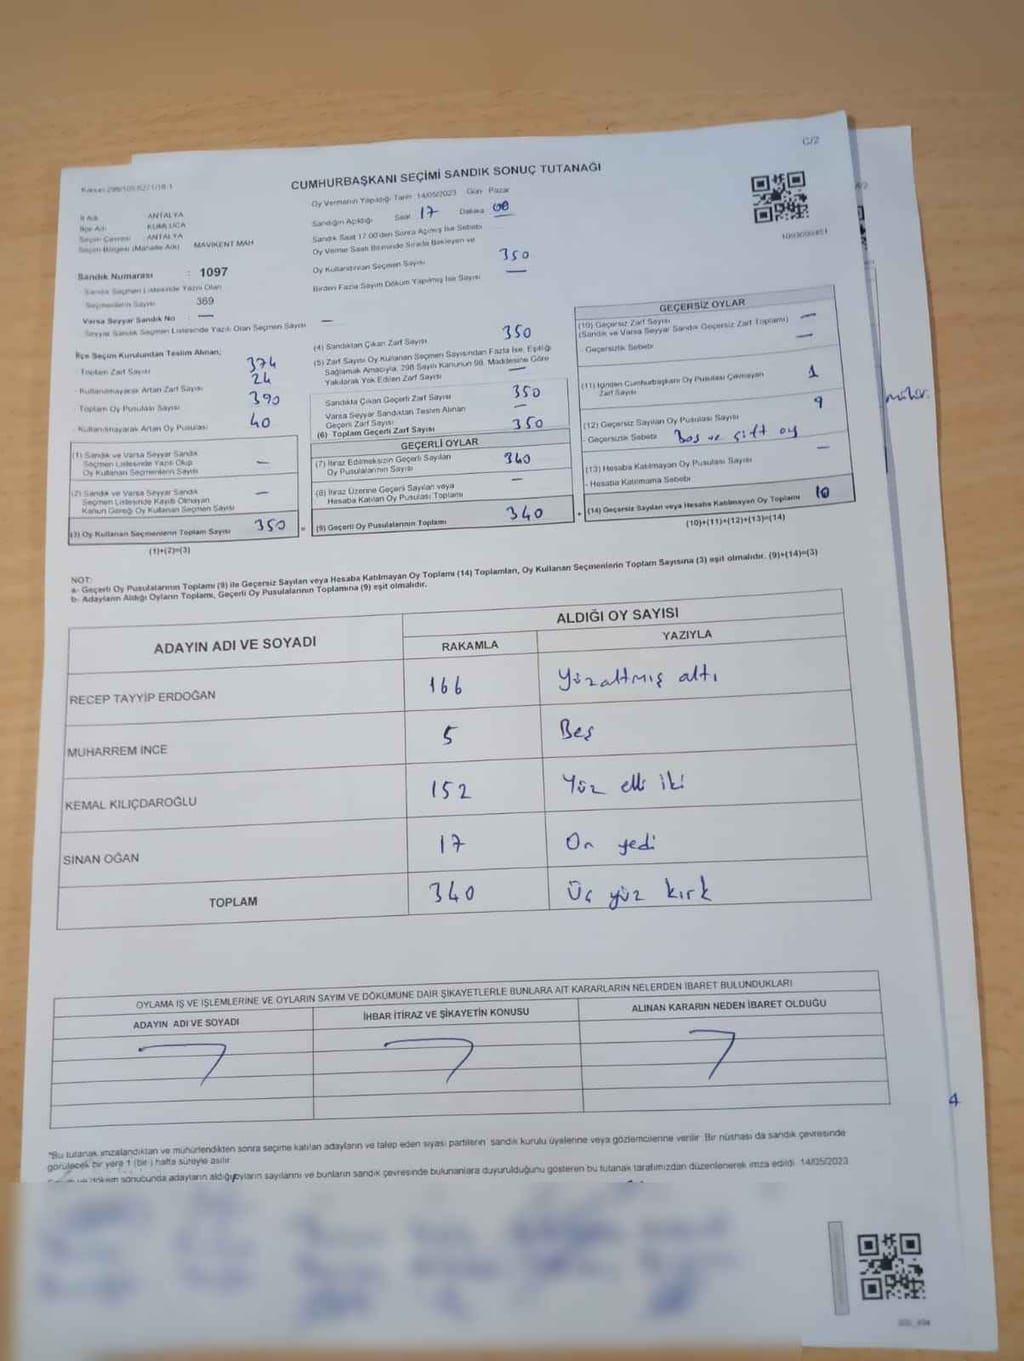 C/2
CUMHURBAŞKANI SEÇİMİ SANDIK SONUÇ TUTANAĞI
Oy Vermenin Yapıldığı Tarih 14/05/2023 Gün Pazar
Sandığın Açıldığı Saat 17 Dakika 08
Sandık Saat 17:00'den Sonra Açılmış İse Sebebi
Oy Verme Saati Bitiminde Sırada Bekleyen ve
Oy Kullandırılan Seçmen Sayısı 350
Birden Fazla Sayım Döküm Yapılmış İse Sayısı —
İl Adı ANTALYA
İlçe Adı KUMLUCA
Seçim Çevresi ANTALYA
Seçim Bölgesi (Mahalle Adı) MAVİKENT MAH
Sandık Numarası : 1097
Sandık Seçmen Listesinde Yazılı Olan
Seçmenlerin Sayısı 369
Varsa Seyyar Sandık No : —
Seyyar Sandık Seçmen Listesinde Yazılı Olan Seçmen Sayısı —
İlçe Seçim Kurulundan Teslim Alınan;
- Toplam Zarf Sayısı 374
- Kullanılmayarak Artan Zarf Sayısı 24
- Toplam Oy Pusulası Sayısı 390
- Kullanılmayarak Artan Oy Pusulası 40
(1) Sandık ve Varsa Seyyar Sandık
Seçmen Listesinde Yazılı Olup
Oy Kullanan Seçmenlerin Sayısı —
(2) Sandık ve Varsa Seyyar Sandık
Seçmen Listesinde Kayıtlı Olmayan
Kanun Gereği Oy Kullanan Seçmen Sayısı —
(3) Oy Kullanan Seçmenlerin Toplam Sayısı 350
(1)+(2)=(3)
(4) Sandıktan Çıkan Zarf Sayısı 350
(5) Zarf Sayısı Oy Kullanan Seçmen Sayısından Fazla İse, Eşitliği
Sağlamak Amacıyla, 298 Sayılı Kanunun 98. Maddesine Göre
Yakılarak Yok Edilen Zarf Sayısı —
Sandıkta Çıkan Geçerli Zarf Sayısı 350
Varsa Seyyar Sandıktan Teslim Alınan
Geçerli Zarf Sayısı —
(6) Toplam Geçerli Zarf Sayısı 350
GEÇERLİ OYLAR
(7) İtiraz Edilmeksizin Geçerli Sayılan
Oy Pusulalarının Sayısı 340
(8) İtiraz Üzerine Geçerli Sayılan veya
Hesaba Katılan Oy Pusulası Toplamı —
(9) Geçerli Oy Pusulalarının Toplamı 340
GEÇERSİZ OYLAR
(10) Geçersiz Zarf Sayısı —
(Sandık ve Varsa Seyyar Sandık Geçersiz Zarf Toplamı)
- Geçersizlik Sebebi —
(11) İçinden Cumhurbaşkanı Oy Pusulası Çıkmayan
Zarf Sayısı 1
(12) Geçersiz Sayılan Oy Pusulası Sayısı 9
- Geçersizlik Sebebi Boş ve çift oy
(13) Hesaba Katılmayan Oy Pusulası Sayısı —
- Hesaba Katılmama Sebebi
(14) Geçersiz Sayılan veya Hesaba Katılmayan Oy Toplamı 10
(10)+(11)+(12)+(13)=(14)
mühür.
NOT:
a- Geçerli Oy Pusulalarının Toplamı (9) ile Geçersiz Sayılan veya Hesaba Katılmayan Oy Toplamı (14) Toplamları, Oy Kullanan Seçmenlerin Toplam Sayısına (3) eşit olmalıdır. (9)+(14)=(3)
b- Adayların Aldığı Oyların Toplamı, Geçerli Oy Pusulalarının Toplamına (9) eşit olmalıdır.
ADAYIN ADI VE SOYADI ALDIĞI OY SAYISI
RAKAMLA YAZIYLA
RECEP TAYYİP ERDOĞAN 166 Yüzaltmış altı
MUHARREM İNCE 5 Beş
KEMAL KILIÇDAROĞLU 152 Yüz elli iki
SİNAN OĞAN 17 On yedi
TOPLAM 340 Üç yüz kırk
OYLAMA İŞ VE İŞLEMLERİNE VE OYLARIN SAYIM VE DÖKÜMÜNE DAİR ŞİKAYETLERLE BUNLARA AİT KARARLARIN NELERDEN İBARET BULUNDUKLARI
ADAYIN ADI VE SOYADI İHBAR İTİRAZ VE ŞİKAYETİN KONUSU ALINAN KARARIN NEDEN İBARET OLDUĞU
4
*Bu tutanak imzalandıktan ve mühürlendikten sonra seçime katılan adayların ve talep eden siyasi partilerin sandık kurulu üyelerine veya gözlemcilerine verilir. Bir nüshası da sandık çevresinde
görülecek bir yere 1 (bir) hafta süreyle asılır.
sonucunda adayların aldığı oyların sayılarını ve bunların sandık çevresinde bulunanlara duyurulduğunu gösteren bu tutanak tarafımızdan düzenlenerek imza edildi. 14/05/2023